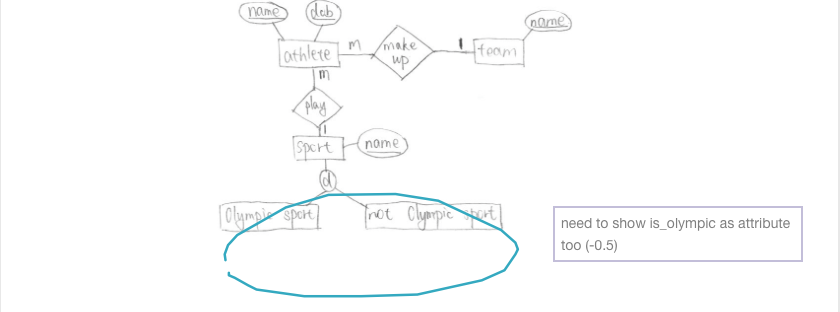 name
dob
name
athlete
m
make
up
1
team
m
play
1
sport
name
d
Olympic sport
not Olympic sport
need to show is_olympic as attribute
too (-0.5)